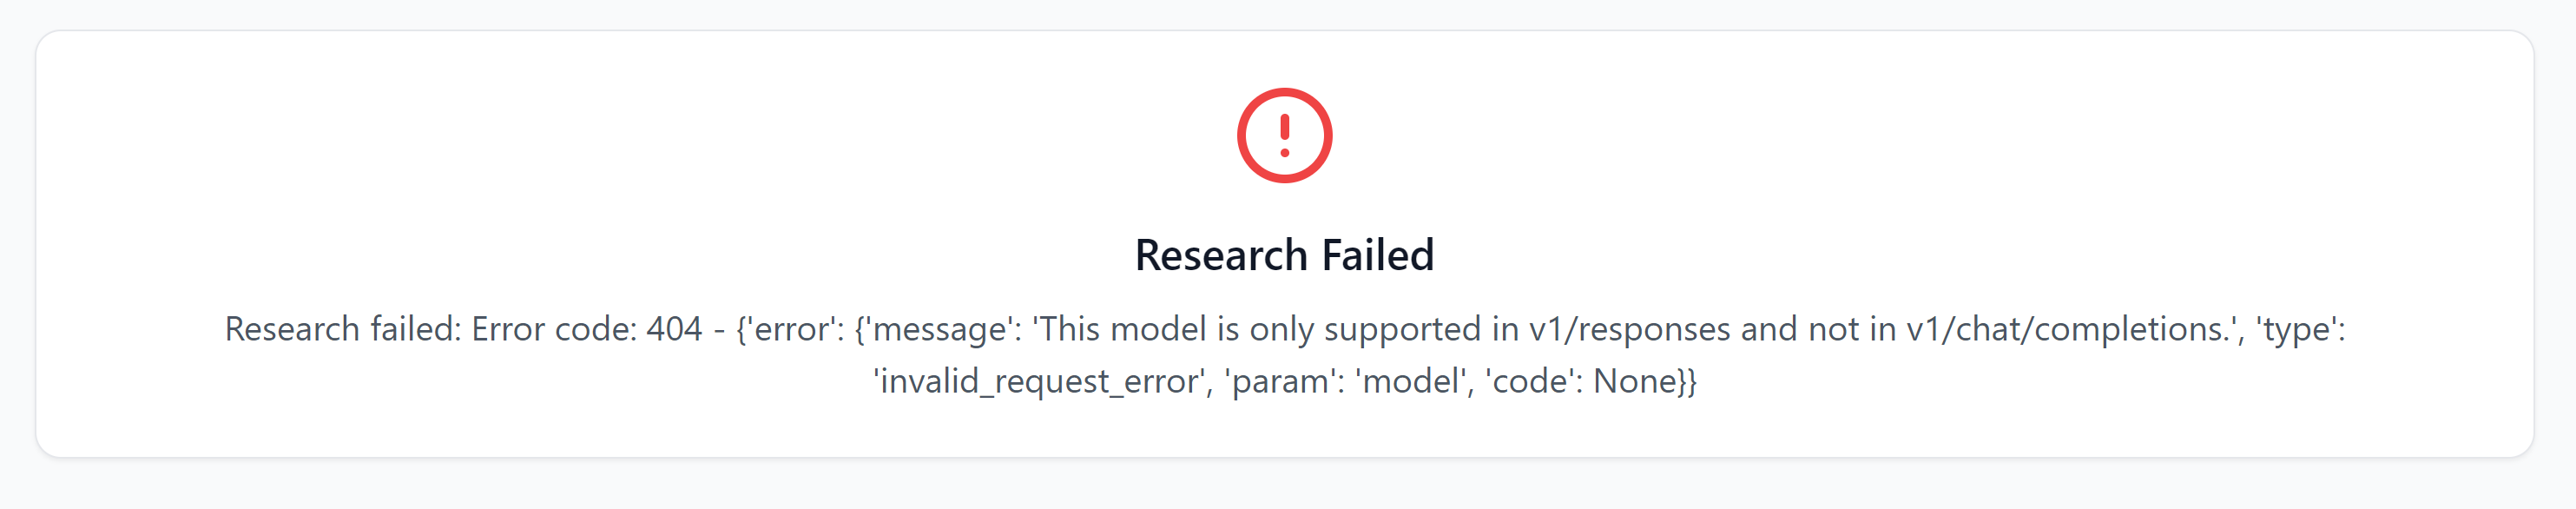 Research Failed
Research failed: Error code: 404 - {'error': {'message': 'This model is only supported in v1/responses and not in v1/chat/completions.', 'type':
'invalid_request_error', 'param': 'model', 'code': None}}